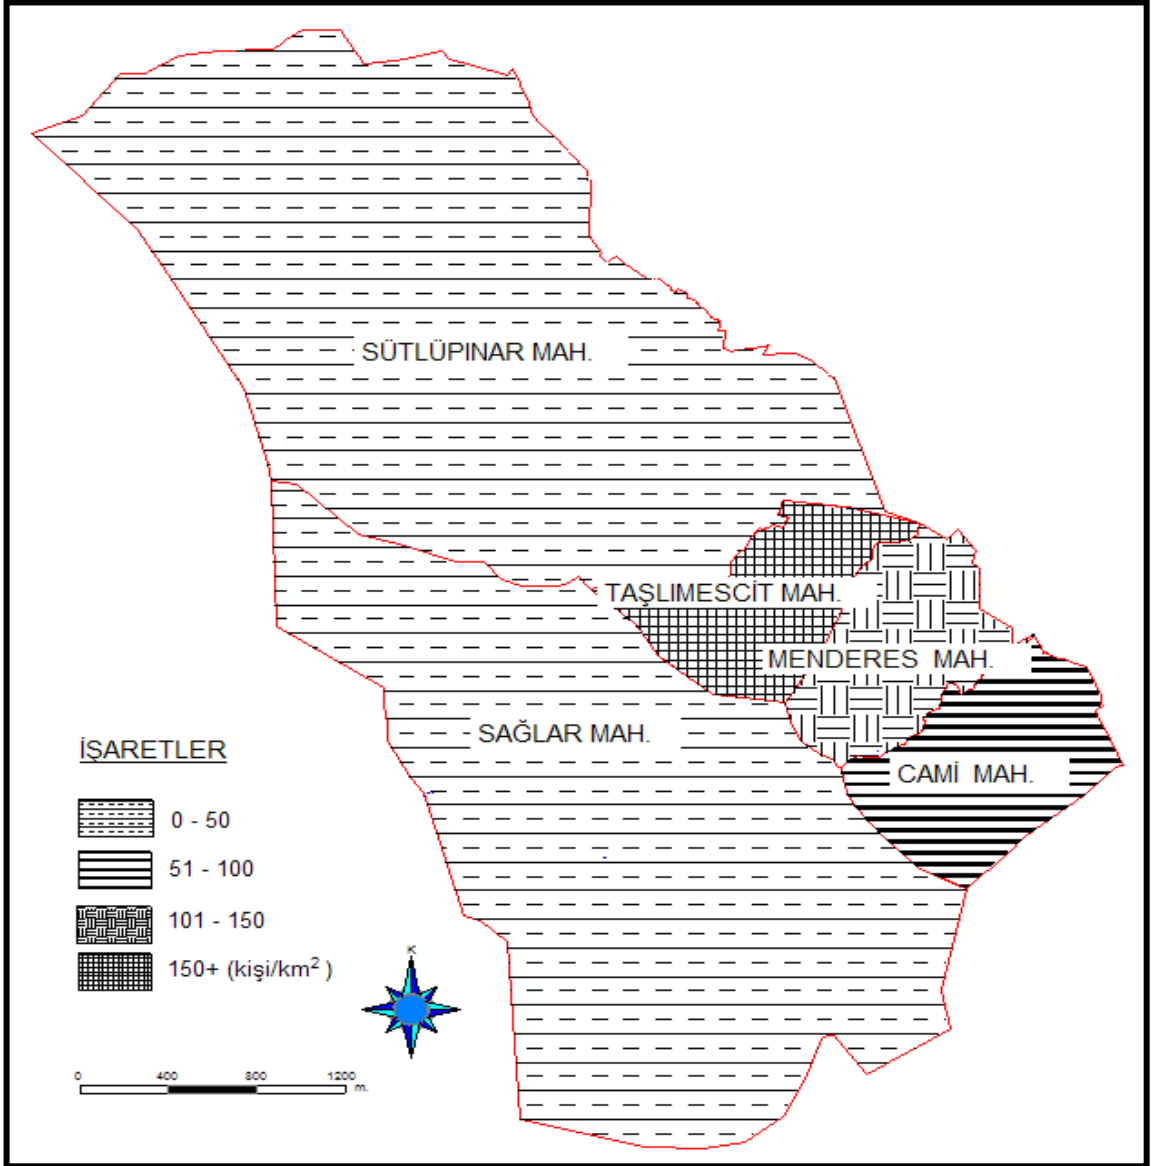 SÜTLÜPINAR MAH.
TAŞLIMESCİT MAH.
MENDERES MAH.
SAĞLAR MAH.
CAMİ MAH.
İŞARETLER
0 - 50
51 - 100
101 - 150
150+ (kişi/km²)
K
0 400 800 1200
m.